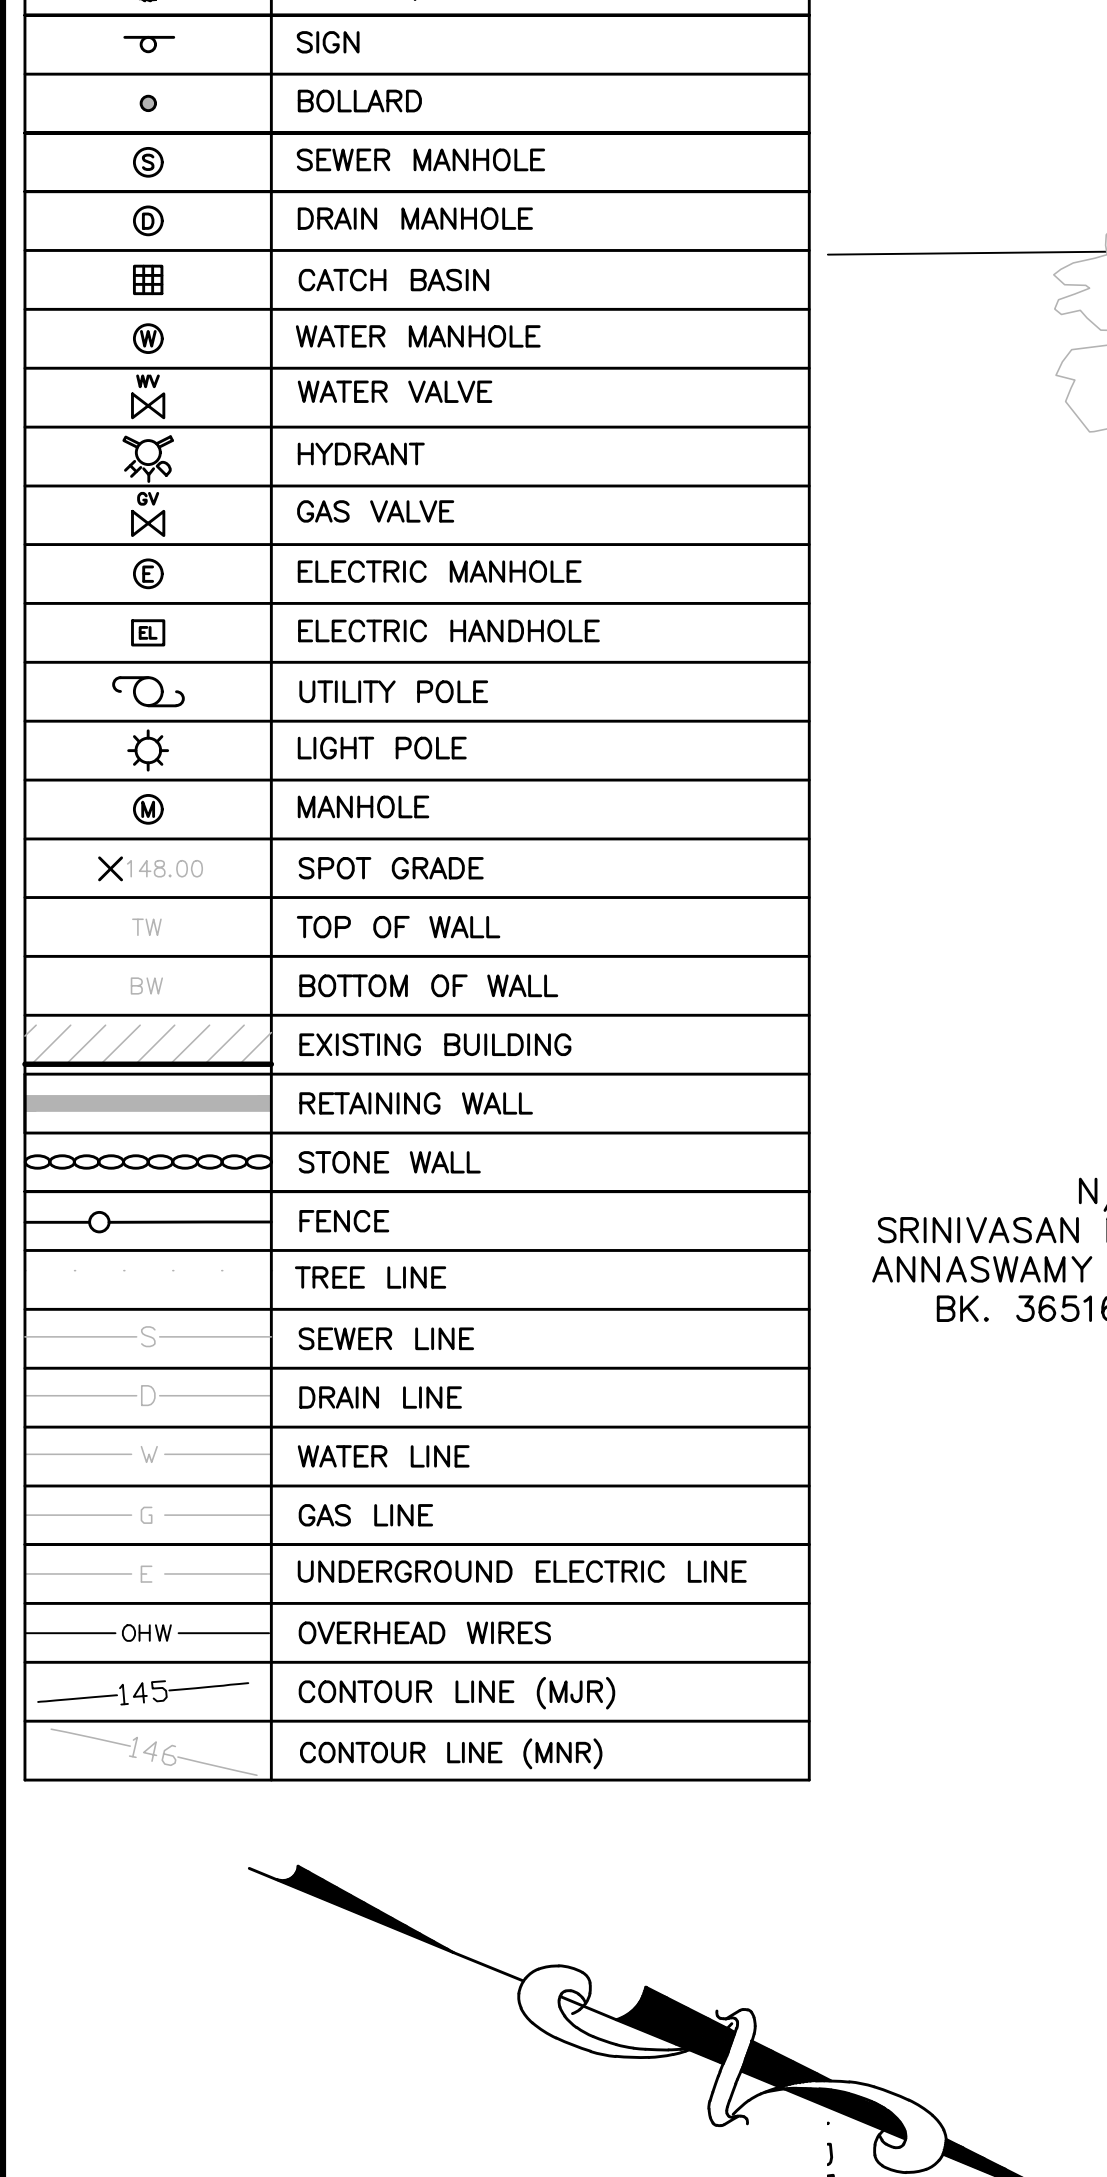 SIGN
BOLLARD
S SEWER MANHOLE
D DRAIN MANHOLE
CATCH BASIN
W WATER MANHOLE
WV WATER VALVE
HYD HYDRANT
GV GAS VALVE
E ELECTRIC MANHOLE
EL ELECTRIC HANDHOLE
UTILITY POLE
LIGHT POLE
M MANHOLE
148.00 SPOT GRADE
TW TOP OF WALL
BW BOTTOM OF WALL
EXISTING BUILDING
RETAINING WALL
STONE WALL
FENCE
TREE LINE
S SEWER LINE
D DRAIN LINE
W WATER LINE
G GAS LINE
E UNDERGROUND ELECTRIC LINE
OHW OVERHEAD WIRES
145 CONTOUR LINE (MJR)
146 CONTOUR LINE (MNR)
N/
SRINIVASAN
ANNASWAMY
BK. 36516
N